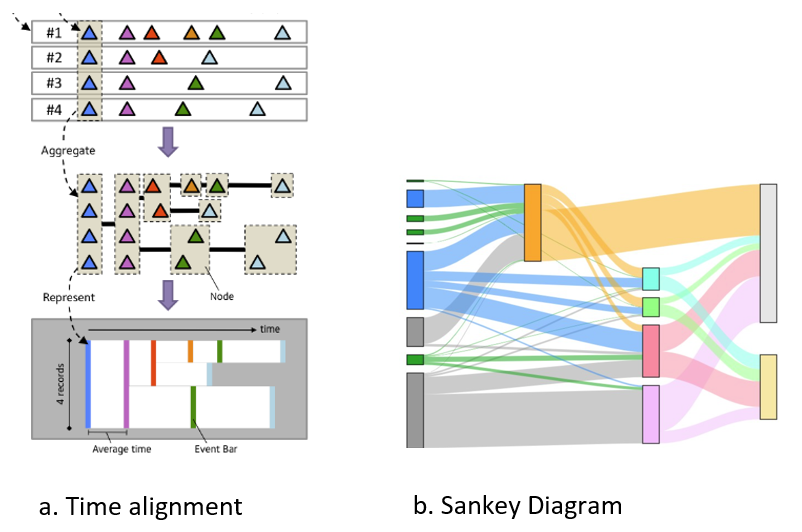 #1
#2
#3
#4
Aggregate
Node
Represent
time
4 records
Average time
Event Bar
a. Time alignment
b. Sankey Diagram